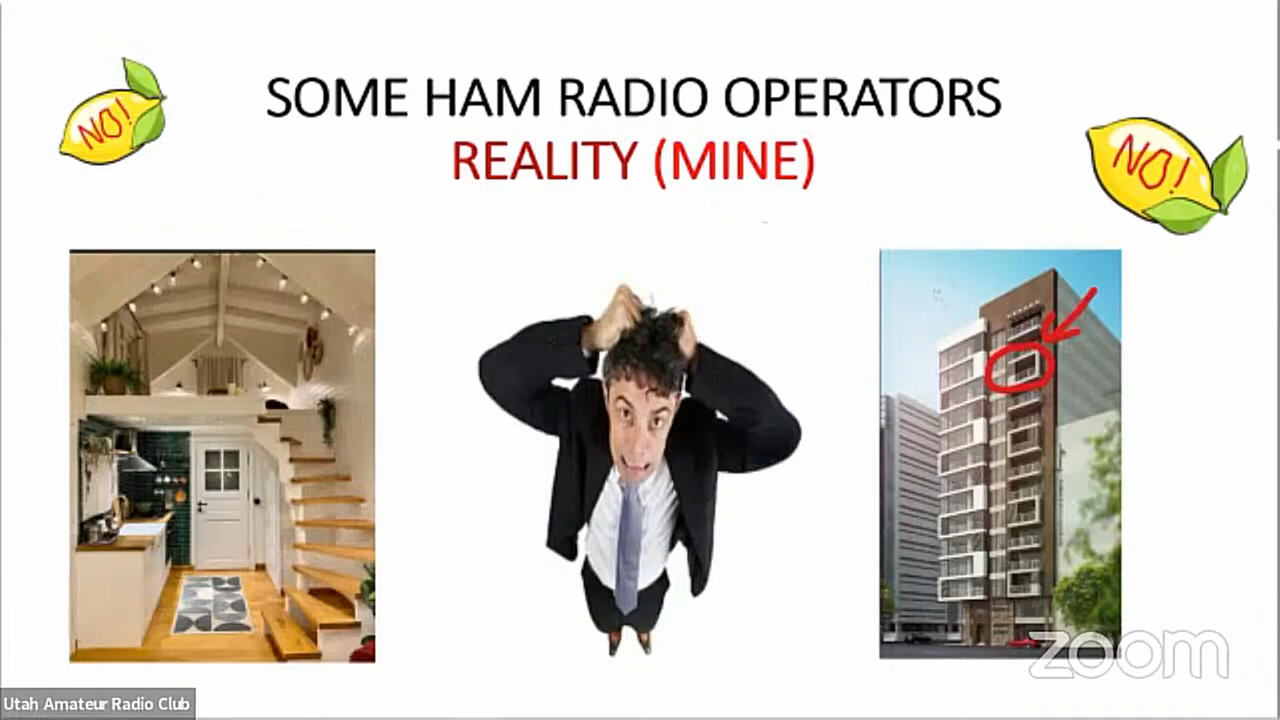 SOME HAM RADIO OPERATORS
REALITY (MINE)
NO!
NO!
zoom
Utah Amateur Radio Club